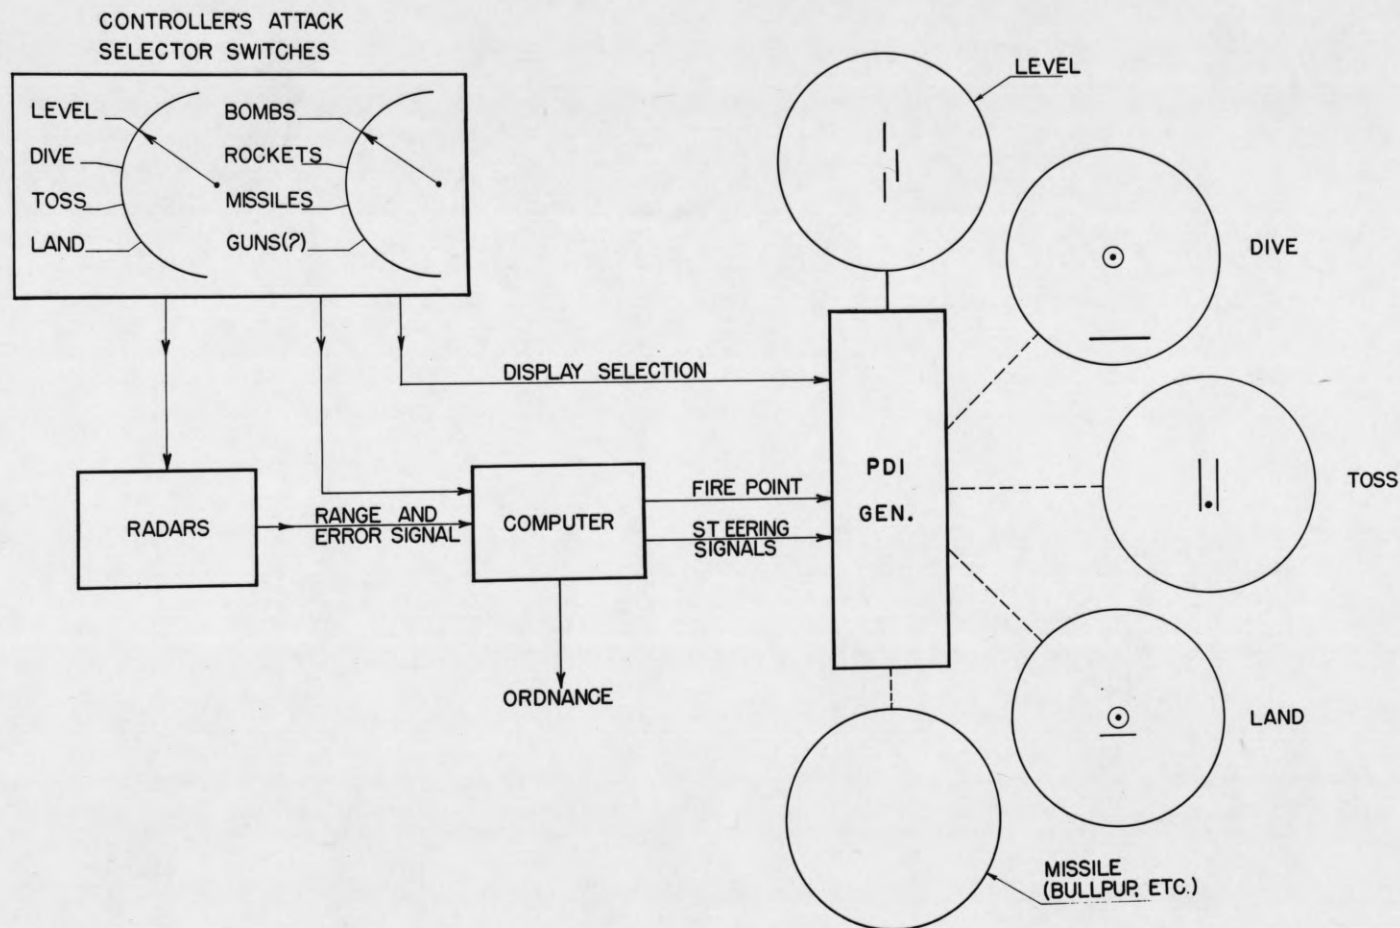 CONTROLLER'S ATTACK
SELECTOR SWITCHES
LEVEL
DIVE
TOSS
LAND
BOMBS
ROCKETS
MISSILES
GUNS(?)
LEVEL
DIVE
TOSS
LAND
MISSILE
(BULLPUP, ETC.)
DISPLAY SELECTION
RADARS
RANGE AND
ERROR SIGNAL
COMPUTER
FIRE POINT
STEERING
SIGNALS
PDI
GEN.
ORDNANCE